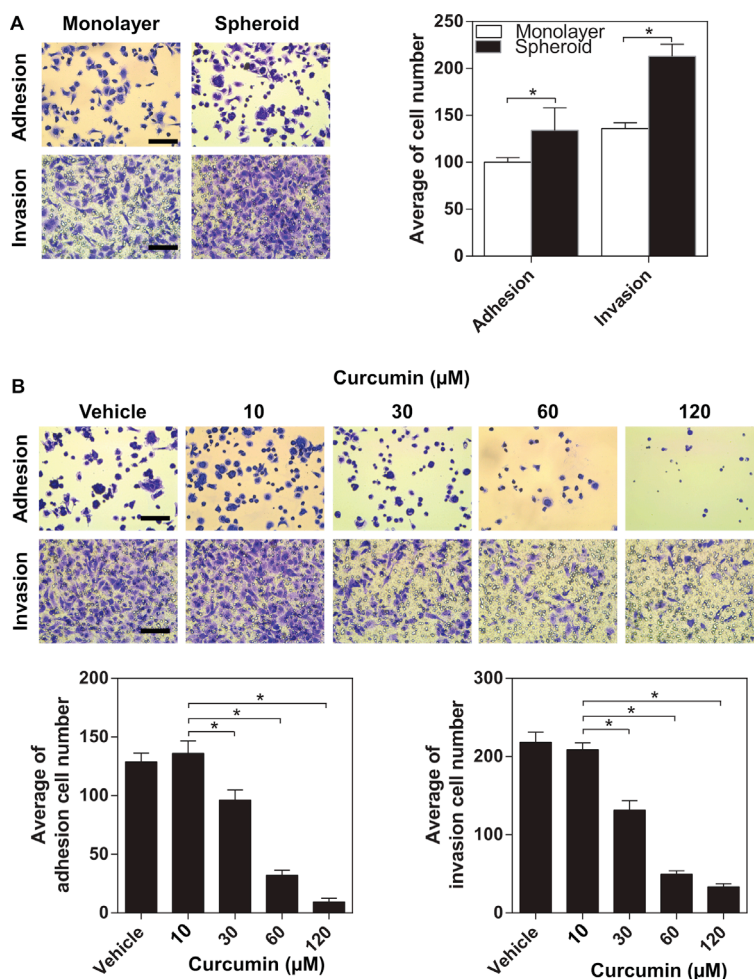 A
Monolayer
Spheroid
Adhesion
Invasion
Average of cell number
250
200
150
100
50
0
Monolayer
Spheroid
*
*
Adhesion
Invasion
B
Curcumin (µM)
Vehicle
10
30
60
120
Adhesion
Invasion
Average of
adhesion cell number
200
150
100
50
0
*
*
*
Vehicle
10
30
60
120
Curcumin (µM)
Average of
invasion cell number
300
200
100
0
*
*
*
Vehicle
10
30
60
120
Curcumin (µM)